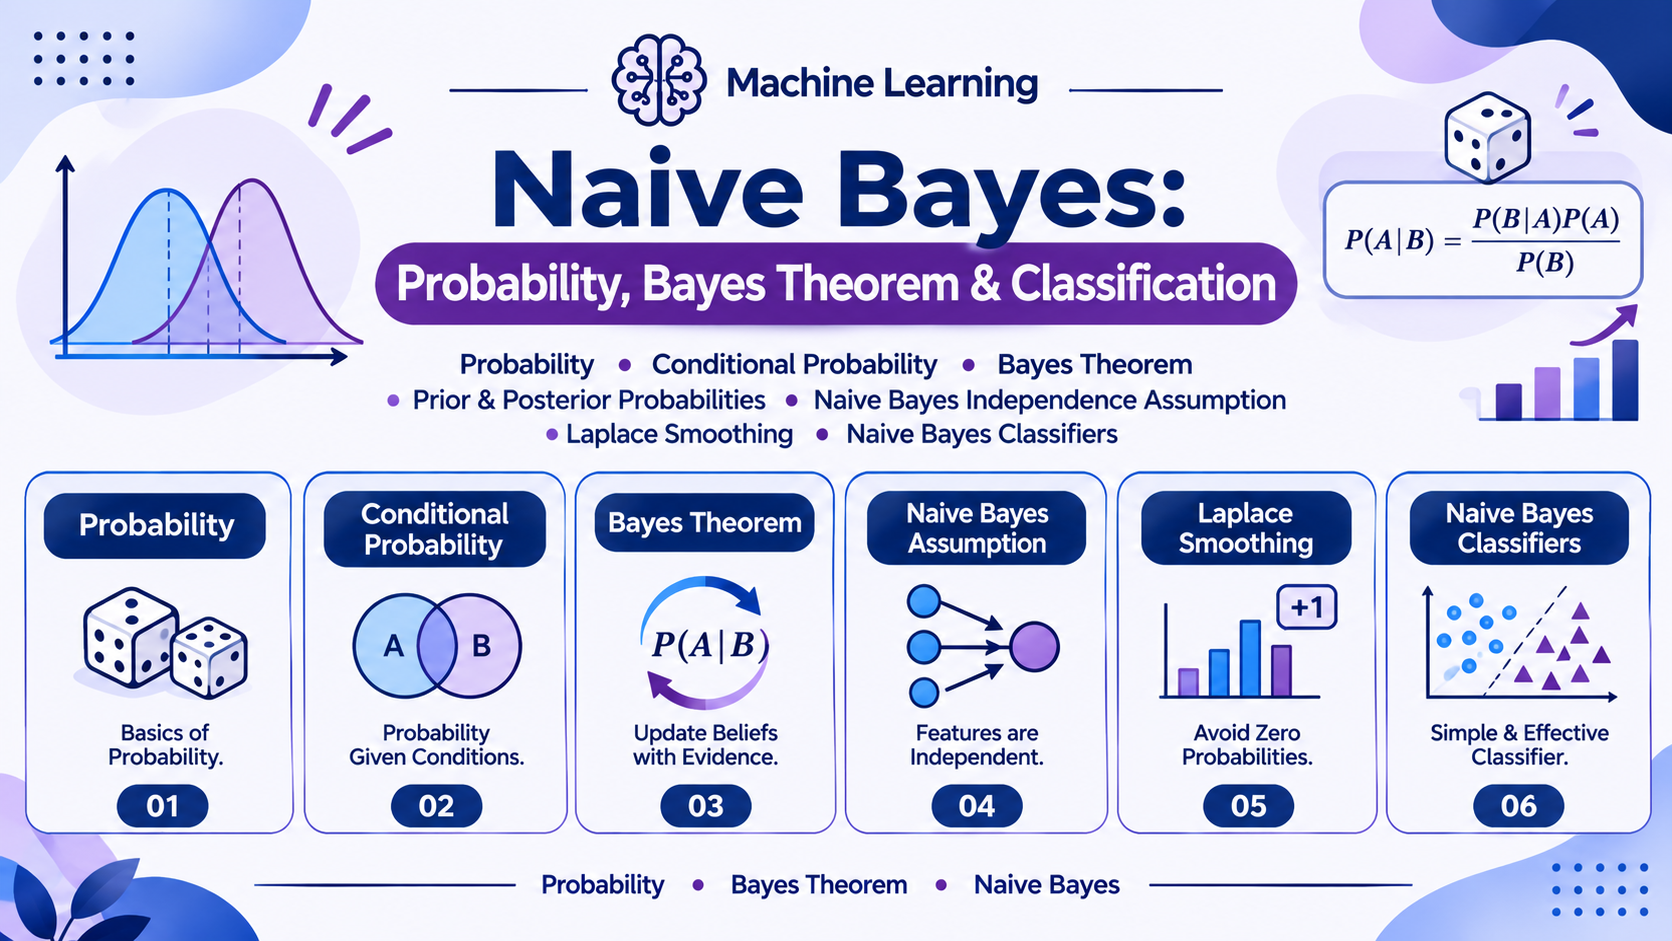 Machine Learning
Naive Bayes:
Probability, Bayes Theorem & Classification
Probability • Conditional Probability • Bayes Theorem
• Prior & Posterior Probabilities • Naive Bayes Independence Assumption
• Laplace Smoothing • Naive Bayes Classifiers
P(A|B) = P(B|A)P(A)
P(B)
Probability
Basics of
Probability.
01
Conditional
Probability
A B
Probability
Given Conditions.
02
Bayes Theorem
P(A|B)
Update Beliefs
with Evidence.
03
Naive Bayes
Assumption
Features are
Independent.
04
Laplace
Smoothing
+1
Avoid Zero
Probabilities.
05
Naive Bayes
Classifiers
Simple & Effective
Classifier.
06
Probability • Bayes Theorem • Naive Bayes